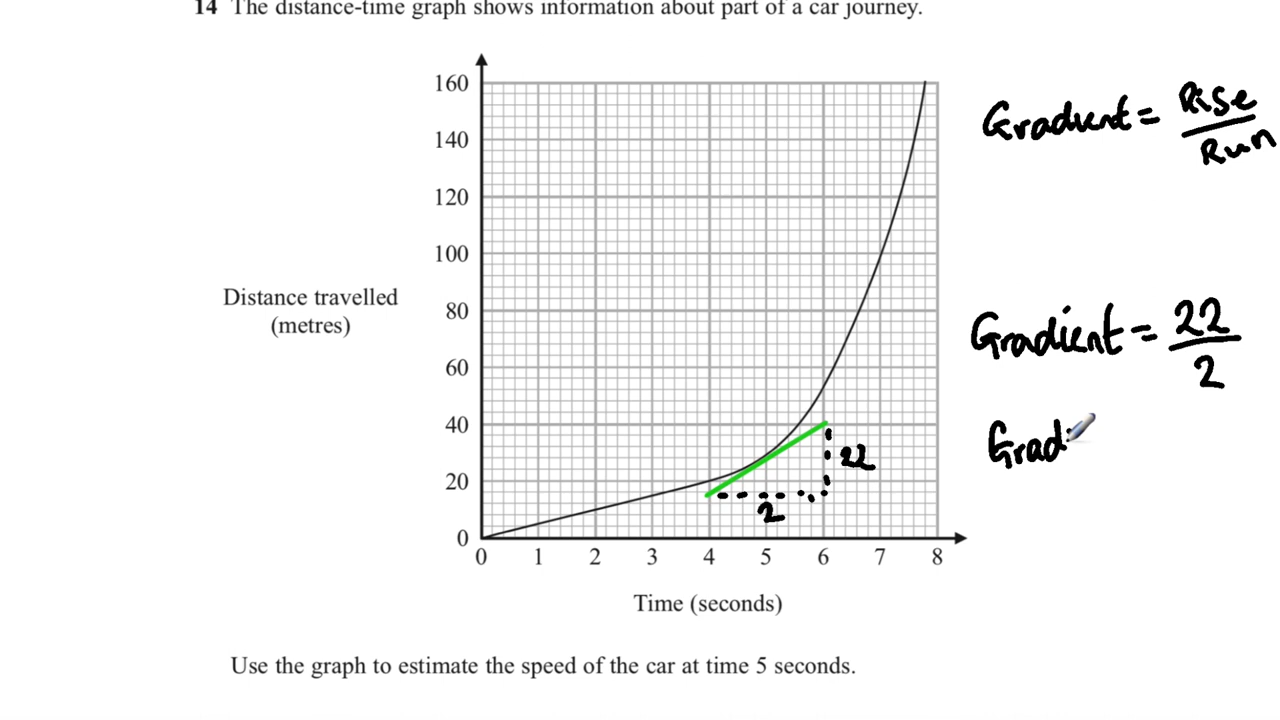 14 The distance-time graph shows information about part of a car journey.
160
140
120
100
80
60
40
20
0
0 1 2 3 4 5 6 7 8
Distance travelled
(metres)
Time (seconds)
22
2
Gradient = Rise
Run
Gradient = 22
2
Grad
Use the graph to estimate the speed of the car at time 5 seconds.